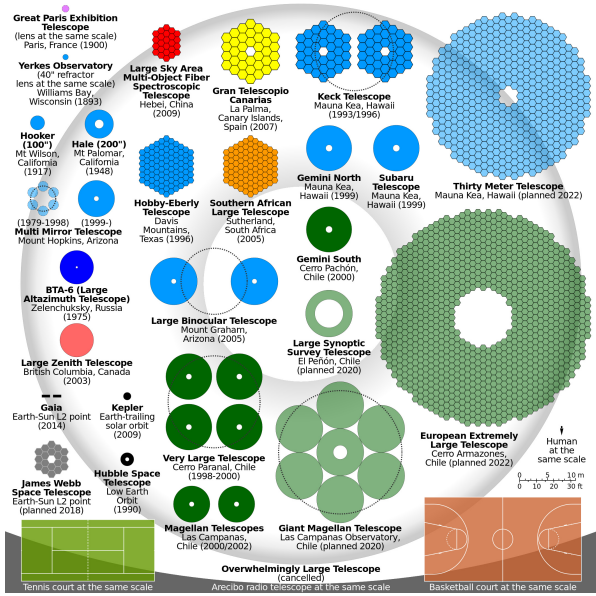 Great Paris Exhibition
Telescope
(lens at the same scale)
Paris, France (1900)
Yerkes Observatory
(40" refractor
lens at the same scale)
Williams Bay,
Wisconsin (1893)
Hooker
(100")
Mt Wilson,
California
(1917)
Hale (200")
Mt Palomar,
California
(1948)
(1979-1998)
(1999-)
Multi Mirror Telescope
Mount Hopkins, Arizona
BTA-6 (Large
Altazimuth Telescope)
Zelenchuksky, Russia
(1975)
Large Zenith Telescope
British Columbia, Canada
(2003)
Gaia
Earth-Sun L2 point
(2014)
Kepler
Earth-trailing
solar orbit
(2009)
James Webb
Space Telescope
Earth-Sun L2 point
(planned 2018)
Hubble Space
Telescope
Low Earth
Orbit
(1990)
Large Sky Area
Multi-Object Fiber
Spectroscopic
Telescope
Hebei, China
(2009)
Gran Telescopio
Canarias
La Palma,
Canary Islands,
Spain (2007)
Keck Telescope
Mauna Kea, Hawaii
(1993/1996)
Thirty Meter Telescope
Mauna Kea, Hawaii (planned 2022)
Hobby-Eberly
Telescope
Davis
Mountains,
Texas (1996)
Southern African
Large Telescope
Sutherland,
South Africa
(2005)
Gemini North
Mauna Kea,
Hawaii (1999)
Subaru
Telescope
Mauna Kea,
Hawaii (1999)
Gemini South
Cerro Pachón,
Chile (2000)
Large Binocular Telescope
Mount Graham,
Arizona (2005)
Large Synoptic
Survey Telescope
El Peñón, Chile
(planned 2020)
Very Large Telescope
Cerro Paranal, Chile
(1998-2000)
Magellan Telescopes
Las Campanas,
Chile (2000/2002)
Giant Magellan Telescope
Las Campanas Observatory,
Chile (planned 2020)
European Extremely
Large Telescope
Cerro Armazones,
Chile (planned 2022)
Human
at the
same scale
0 5 10 m
0 10 20 30 ft
Overwhelmingly Large Telescope
(cancelled)
Tennis court at the same scale
Arecibo radio telescope at the same scale
Basketball court at the same scale